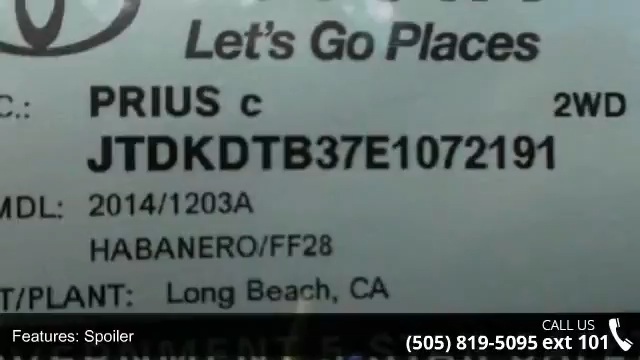 Let's Go Places
C.: PRIUS c 2WD
JTDKDTB37E1072191
MDL: 2014/1203A
HABANERO/FF28
T/PLANT: Long Beach, CA
Features: Spoiler
CALL US
(505) 819-5095 ext 101